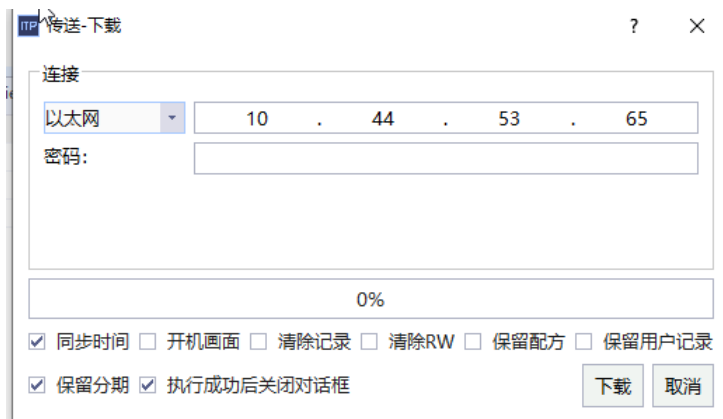 ITP 传送-下载 ?
连接
以太网 10 . 44 . 53 . 65
密码:
0%
同步时间 开机画面 清除记录 清除RW 保留配方 保留用户记录
保留分期 执行成功后关闭对话框 下载 取消